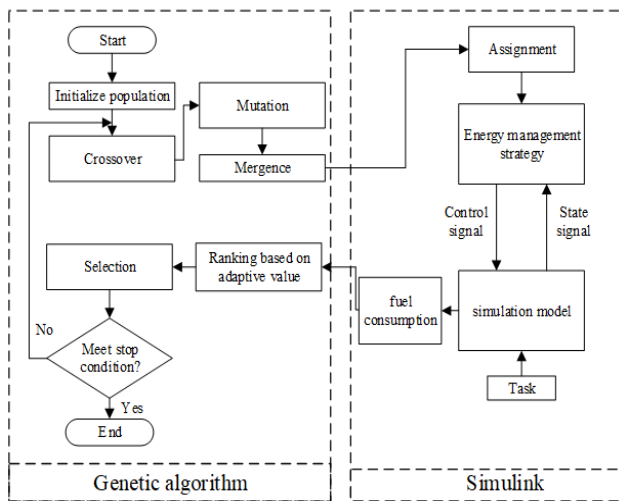 Start
Initialize population
Crossover
Mutation
Mergence
Assignment
Energy management
strategy
Control
signal
State
signal
simulation model
Task
fuel
consumption
Ranking based on
adaptive value
Selection
No
Meet stop
condition?
Yes
End
Genetic algorithm
Simulink